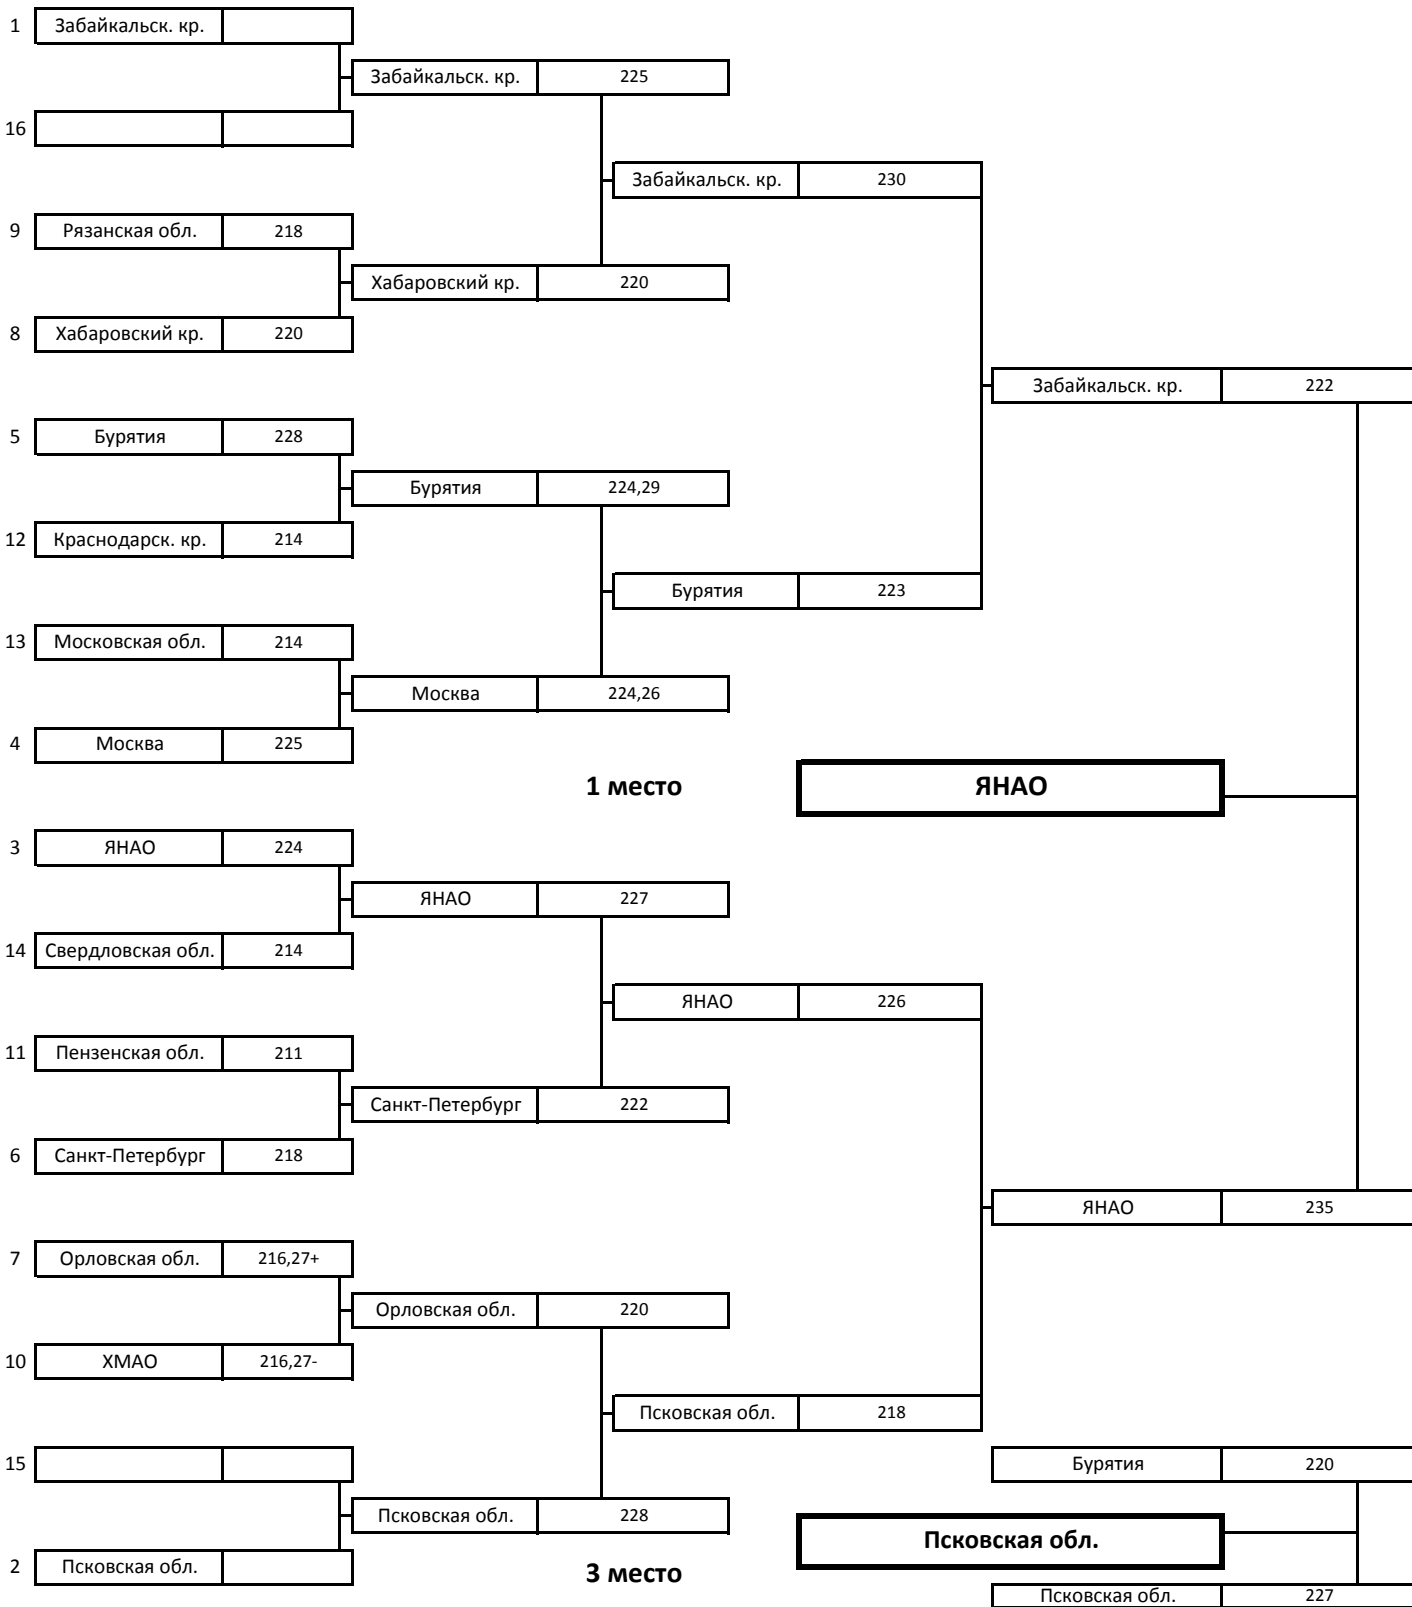 1 Забайкальск. кр.
Забайкальск. кр. 225
16
Забайкальск. кр. 230
9 Рязанская обл. 218
Хабаровский кр. 220
8 Хабаровский кр. 220
Забайкальск. кр. 222
5 Бурятия 228
Бурятия 224,29
12 Краснодарск. кр. 214
Бурятия 223
13 Московская обл. 214
Москва 224,26
4 Москва 225
1 место ЯНАО
3 ЯНАО 224
ЯНАО 227
14 Свердловская обл. 214
ЯНАО 226
11 Пензенская обл. 211
Санкт-Петербург 222
6 Санкт-Петербург 218
ЯНАО 235
7 Орловская обл. 216,27+
Орловская обл. 220
10 ХМАО 216,27-
Псковская обл. 218
15 Бурятия 220
Псковская обл. 228
Псковская обл.
2 Псковская обл. 3 место
Псковская обл. 227